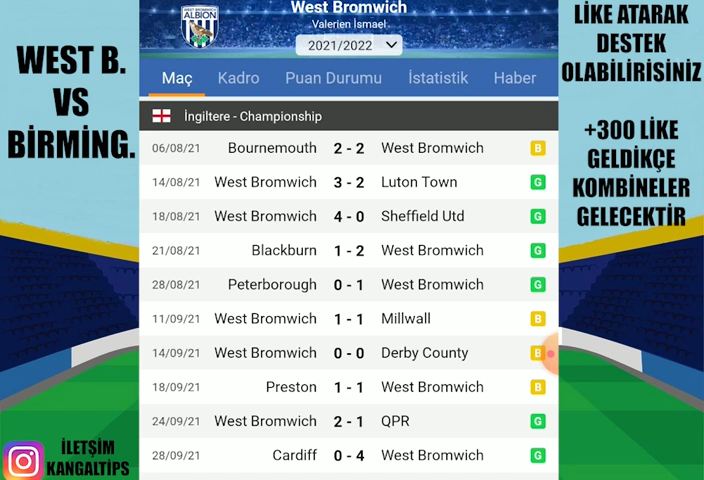 WEST B.
VS
BİRMİNG.
WEST BROMWICH
ALBION
West Bromwich
Valerien İsmael
2021/2022
Maç Kadro Puan Durumu İstatistik Haber
İngiltere - Championship
06/08/21 Bournemouth 2 - 2 West Bromwich B
14/08/21 West Bromwich 3 - 2 Luton Town G
18/08/21 West Bromwich 4 - 0 Sheffield Utd G
21/08/21 Blackburn 1 - 2 West Bromwich G
28/08/21 Peterborough 0 - 1 West Bromwich G
11/09/21 West Bromwich 1 - 1 Millwall B
14/09/21 West Bromwich 0 - 0 Derby County B
18/09/21 Preston 1 - 1 West Bromwich B
24/09/21 West Bromwich 2 - 1 QPR G
28/09/21 Cardiff 0 - 4 West Bromwich G
LİKE ATARAK
DESTEK
OLABİLİRİSİNİZ
+300 LİKE
GELDİKÇE
KOMBİNELER
GELECEKTİR
İLETŞİM
KANGALTİPS